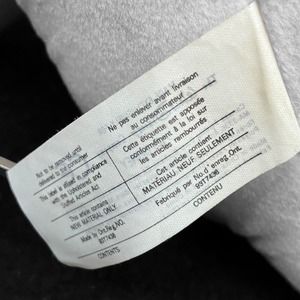 Not to be removed until
delivered to the consumer
Ne pas enlever avant livraison
au consommateur
This label is affixed in compliance
with the Upholstered and
Stuffed Articles Act.
Cette étiquette est apposée
conformément à la loi sur
les articles rembourrés
This article contains
NEW MATERIAL ONLY
Cet article contient
MATÉRIAU NEUF SEULEMENT
Made by Ont. Reg. NO.
Fabriqué par No d'enreg. Ont.
CONTENTS
CONTENU